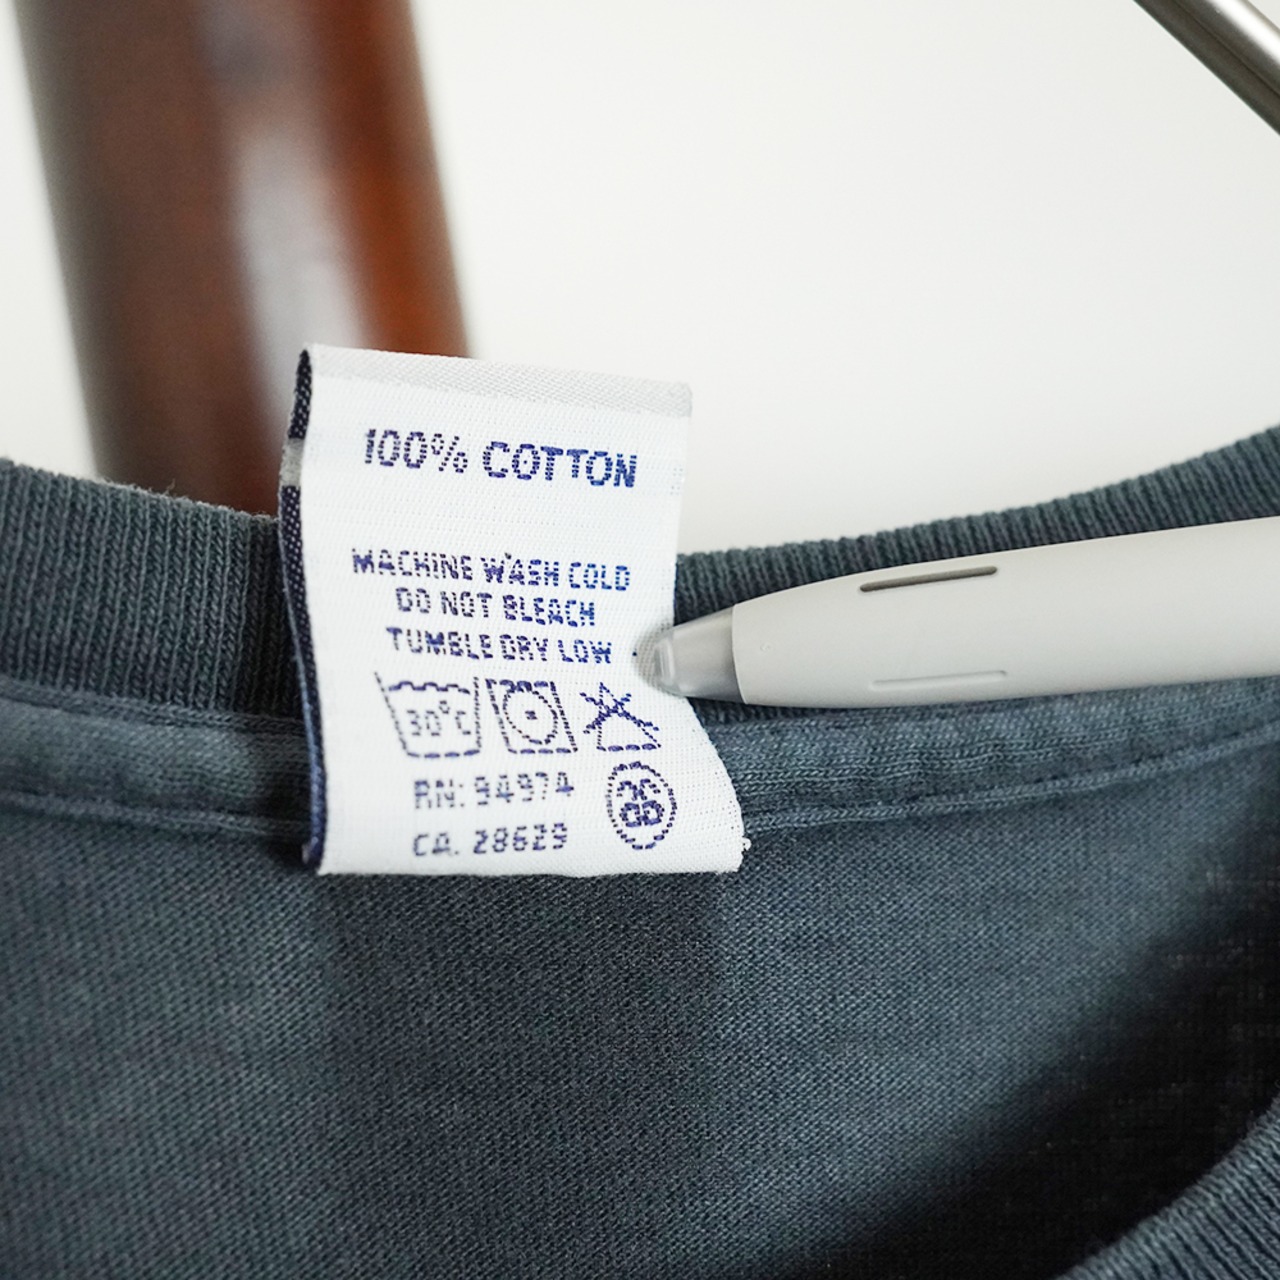 100% COTTON
MACHINE WASH COLD
DO NOT BLEACH
TUMBLE DRY LOW
30°C
RN: 94974
CA. 28629